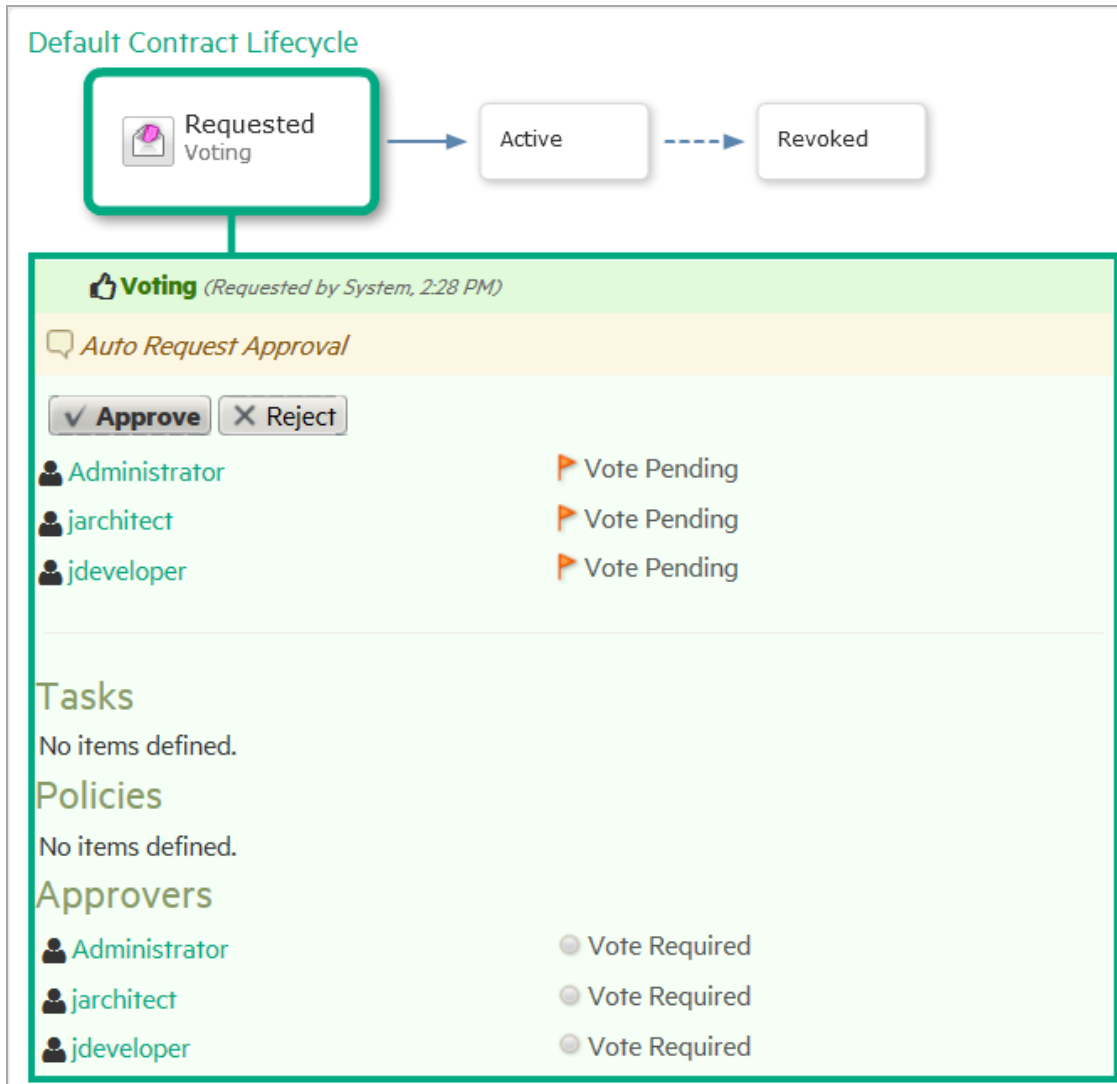 Default Contract Lifecycle
Requested
Voting
Active
Revoked
Voting (Requested by System, 2:28 PM)
Auto Request Approval
Approve Reject
Administrator Vote Pending
jarchitect Vote Pending
jdeveloper Vote Pending
Tasks
No items defined.
Policies
No items defined.
Approvers
Administrator Vote Required
jarchitect Vote Required
jdeveloper Vote Required